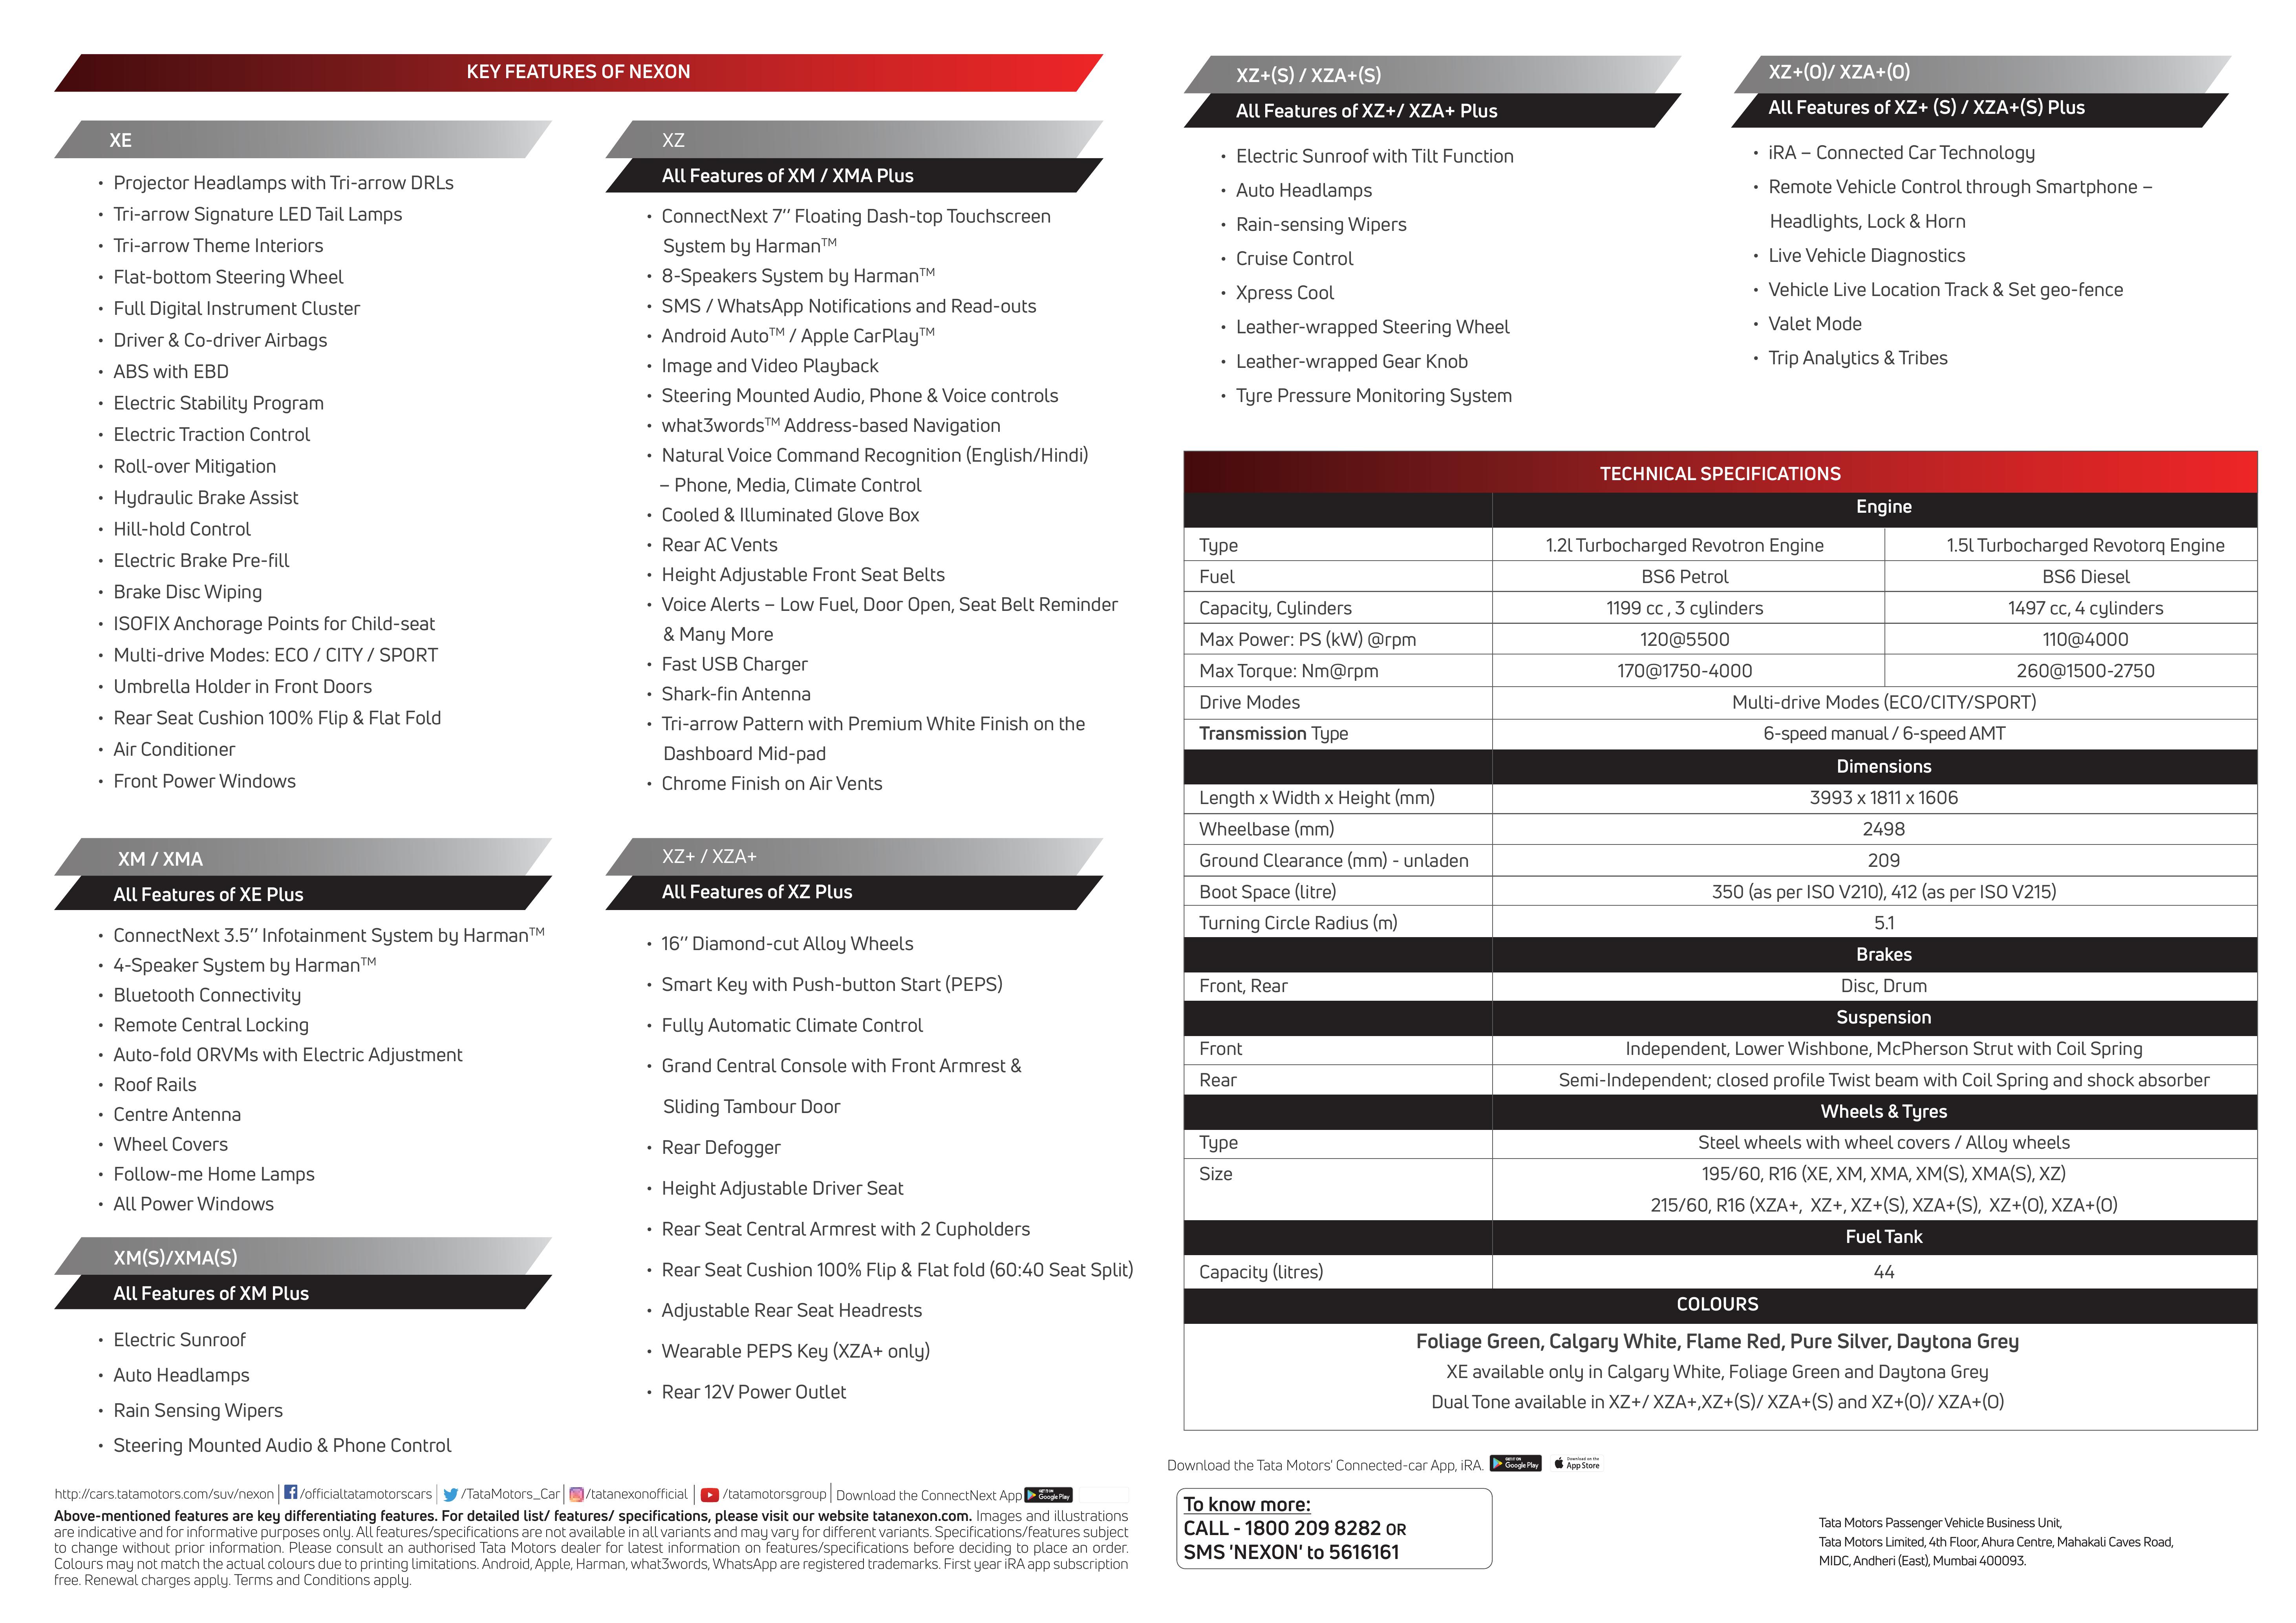 KEY FEATURES OF NEXON
XE
• Projector Headlamps with Tri-arrow DRLs
• Tri-arrow Signature LED Tail Lamps
• Tri-arrow Theme Interiors
• Flat-bottom Steering Wheel
• Full Digital Instrument Cluster
• Driver & Co-driver Airbags
• ABS with EBD
• Electric Stability Program
• Electric Traction Control
• Roll-over Mitigation
• Hydraulic Brake Assist
• Hill-hold Control
• Electric Brake Pre-fill
• Brake Disc Wiping
• ISOFIX Anchorage Points for Child-seat
• Multi-drive Modes: ECO / CITY / SPORT
• Umbrella Holder in Front Doors
• Rear Seat Cushion 100% Flip & Flat Fold
• Air Conditioner
• Front Power Windows
XM / XMA
All Features of XE Plus
• ConnectNext 3.5’’ Infotainment System by Harman™
• 4-Speaker System by Harman™
• Bluetooth Connectivity
• Remote Central Locking
• Auto-fold ORVMs with Electric Adjustment
• Roof Rails
• Centre Antenna
• Wheel Covers
• Follow-me Home Lamps
• All Power Windows
XM(S)/XMA(S)
All Features of XM Plus
• Electric Sunroof
• Auto Headlamps
• Rain Sensing Wipers
• Steering Mounted Audio & Phone Control
XZ
All Features of XM / XMA Plus
• ConnectNext 7’’ Floating Dash-top Touchscreen
System by Harman™
• 8-Speakers System by Harman™
• SMS / WhatsApp Notifications and Read-outs
• Android Auto™ / Apple CarPlay™
• Image and Video Playback
• Steering Mounted Audio, Phone & Voice controls
• what3words™ Address-based Navigation
• Natural Voice Command Recognition (English/Hindi)
– Phone, Media, Climate Control
• Cooled & Illuminated Glove Box
• Rear AC Vents
• Height Adjustable Front Seat Belts
• Voice Alerts – Low Fuel, Door Open, Seat Belt Reminder
& Many More
• Fast USB Charger
• Shark-fin Antenna
• Tri-arrow Pattern with Premium White Finish on the
Dashboard Mid-pad
• Chrome Finish on Air Vents
XZ+ / XZA+
All Features of XZ Plus
• 16’’ Diamond-cut Alloy Wheels
• Smart Key with Push-button Start (PEPS)
• Fully Automatic Climate Control
• Grand Central Console with Front Armrest &
Sliding Tambour Door
• Rear Defogger
• Height Adjustable Driver Seat
• Rear Seat Central Armrest with 2 Cupholders
• Rear Seat Cushion 100% Flip & Flat fold (60:40 Seat Split)
• Adjustable Rear Seat Headrests
• Wearable PEPS Key (XZA+ only)
• Rear 12V Power Outlet
http://cars.tatamotors.com/suv/nexon | f /officialtatamotorscars | /TataMotors_Car | /tatanexonofficial | /tatamotorsgroup | Download the ConnectNext App GET IT ON Google Play
Above-mentioned features are key differentiating features. For detailed list/ features/ specifications, please visit our website tatanexon.com. Images and illustrations
are indicative and for informative purposes only. All features/specifications are not available in all variants and may vary for different variants. Specifications/features subject
to change without prior information. Please consult an authorised Tata Motors dealer for latest information on features/specifications before deciding to place an order.
Colours may not match the actual colours due to printing limitations. Android, Apple, Harman, what3words, WhatsApp are registered trademarks. First year iRA app subscription
free. Renewal charges apply. Terms and Conditions apply.
XZ+(S) / XZA+(S)
All Features of XZ+/ XZA+ Plus
• Electric Sunroof with Tilt Function
• Auto Headlamps
• Rain-sensing Wipers
• Cruise Control
• Xpress Cool
• Leather-wrapped Steering Wheel
• Leather-wrapped Gear Knob
• Tyre Pressure Monitoring System
XZ+(O)/ XZA+(O)
All Features of XZ+ (S) / XZA+(S) Plus
• iRA – Connected Car Technology
• Remote Vehicle Control through Smartphone –
Headlights, Lock & Horn
• Live Vehicle Diagnostics
• Vehicle Live Location Track & Set geo-fence
• Valet Mode
• Trip Analytics & Tribes
TECHNICAL SPECIFICATIONS
Engine
Type 1.2l Turbocharged Revotron Engine 1.5l Turbocharged Revotorq Engine
Fuel BS6 Petrol BS6 Diesel
Capacity, Cylinders 1199 cc , 3 cylinders 1497 cc, 4 cylinders
Max Power: PS (kW) @rpm 120@5500 110@4000
Max Torque: Nm@rpm 170@1750-4000 260@1500-2750
Drive Modes Multi-drive Modes (ECO/CITY/SPORT)
Transmission Type 6-speed manual / 6-speed AMT
Dimensions
Length x Width x Height (mm) 3993 x 1811 x 1606
Wheelbase (mm) 2498
Ground Clearance (mm) - unladen 209
Boot Space (litre) 350 (as per ISO V210), 412 (as per ISO V215)
Turning Circle Radius (m) 5.1
Brakes
Front, Rear Disc, Drum
Suspension
Front Independent, Lower Wishbone, McPherson Strut with Coil Spring
Rear Semi-Independent; closed profile Twist beam with Coil Spring and shock absorber
Wheels & Tyres
Type Steel wheels with wheel covers / Alloy wheels
Size 195/60, R16 (XE, XM, XMA, XM(S), XMA(S), XZ)
215/60, R16 (XZA+, XZ+, XZ+(S), XZA+(S), XZ+(O), XZA+(O)
Fuel Tank
Capacity (litres) 44
COLOURS
Foliage Green, Calgary White, Flame Red, Pure Silver, Daytona Grey
XE available only in Calgary White, Foliage Green and Daytona Grey
Dual Tone available in XZ+/ XZA+,XZ+(S)/ XZA+(S) and XZ+(O)/ XZA+(O)
Download the Tata Motors' Connected-car App, iRA. GET IT ON Google Play Download on the App Store
To know more:
CALL - 1800 209 8282 OR
SMS 'NEXON' to 5616161
Tata Motors Passenger Vehicle Business Unit,
Tata Motors Limited, 4th Floor, Ahura Centre, Mahakali Caves Road,
MIDC, Andheri (East), Mumbai 400093.